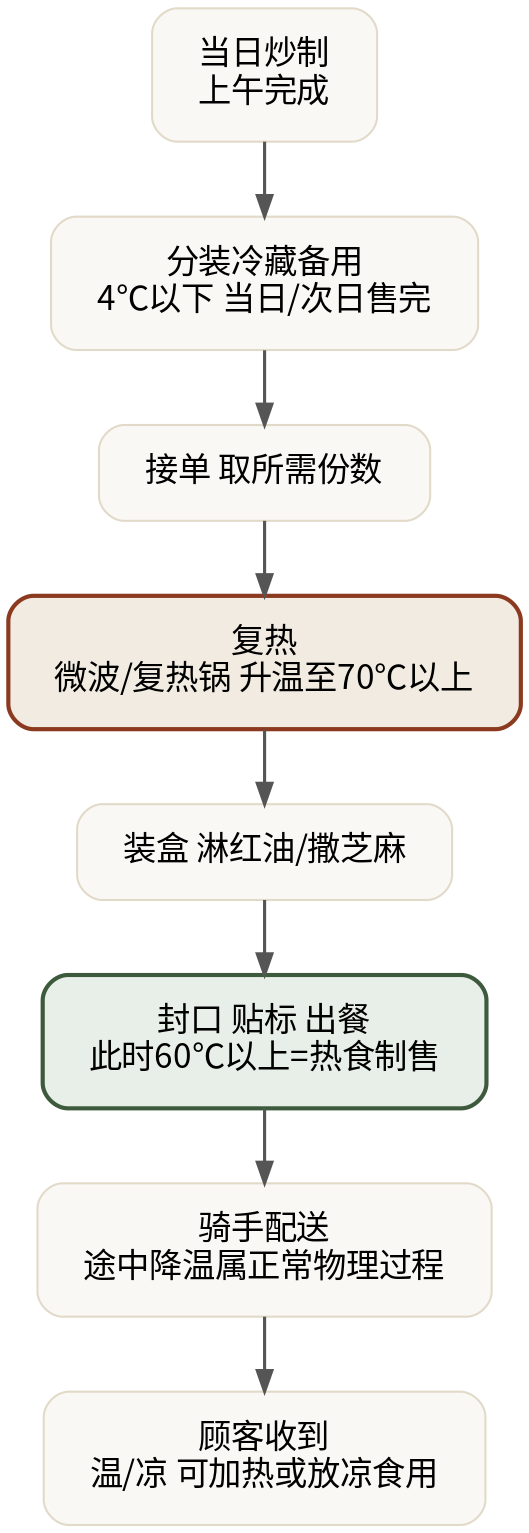 当日炒制
上午完成
分装冷藏备用
4℃以下 当日/次日售完
接单 取所需份数
复热
微波/复热锅 升温至70℃以上
装盒 淋红油/撒芝麻
封口 贴标 出餐
此时60℃以上=热食制售
骑手配送
途中降温属正常物理过程
顾客收到
温/凉 可加热或放凉食用